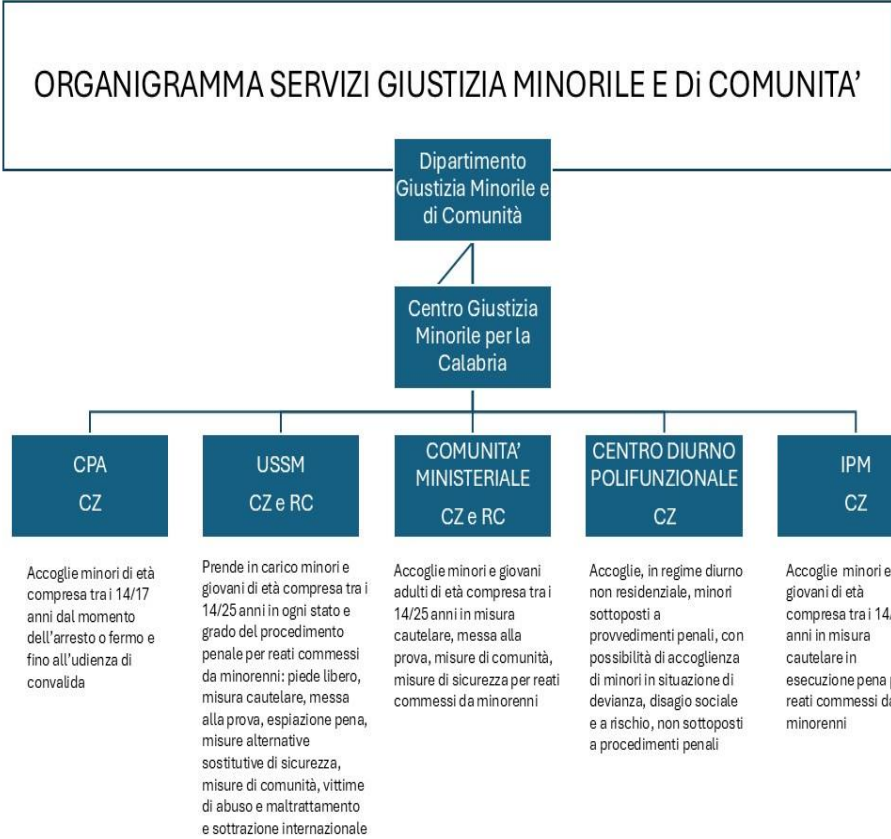 ORGANIGRAMMA SERVIZI GIUSTIZIA MINORILE E Di COMUNITA'
Dipartimento
Giustizia Minorile e
di Comunità
Centro Giustizia
Minorile per la
Calabria
CPA
CZ
USSM
CZ e RC
COMUNITA'
MINISTERIALE
CZ e RC
CENTRO DIURNO
POLIFUNZIONALE
CZ
IPM
CZ
Accoglie minori di età
compresa tra i 14/17
anni dal momento
dell'arresto o fermo e
fino all'udienza di
convalida
Prende in carico minori e
giovani di età compresa tra i
14/25 anni in ogni stato e
grado del procedimento
penale per reati commessi
da minorenni: piede libero,
misura cautelare, messa
alla prova, espiazione pena,
misure alternative
sostitutive di sicurezza,
misure di comunità, vittime
di abuso e maltrattamento
e sottrazione internazionale
Accoglie minori e giovani
adulti di età compresa tra i
14/25 anni in misura
cautelare, messa alla
prova, misure di comunità,
misure di sicurezza per reati
commessi da minorenni
Accoglie, in regime diurno
non residenziale, minori
sottoposti a
provvedimenti penali, con
possibilità di accoglienza
di minori in situazione di
devianza, disagio sociale
e a rischio, non sottoposti
a procedimenti penali
Accoglie minori e
giovani di età
compresa tra i 14/
anni in misura
cautelare in
esecuzione pena
reati commessi
minorenni